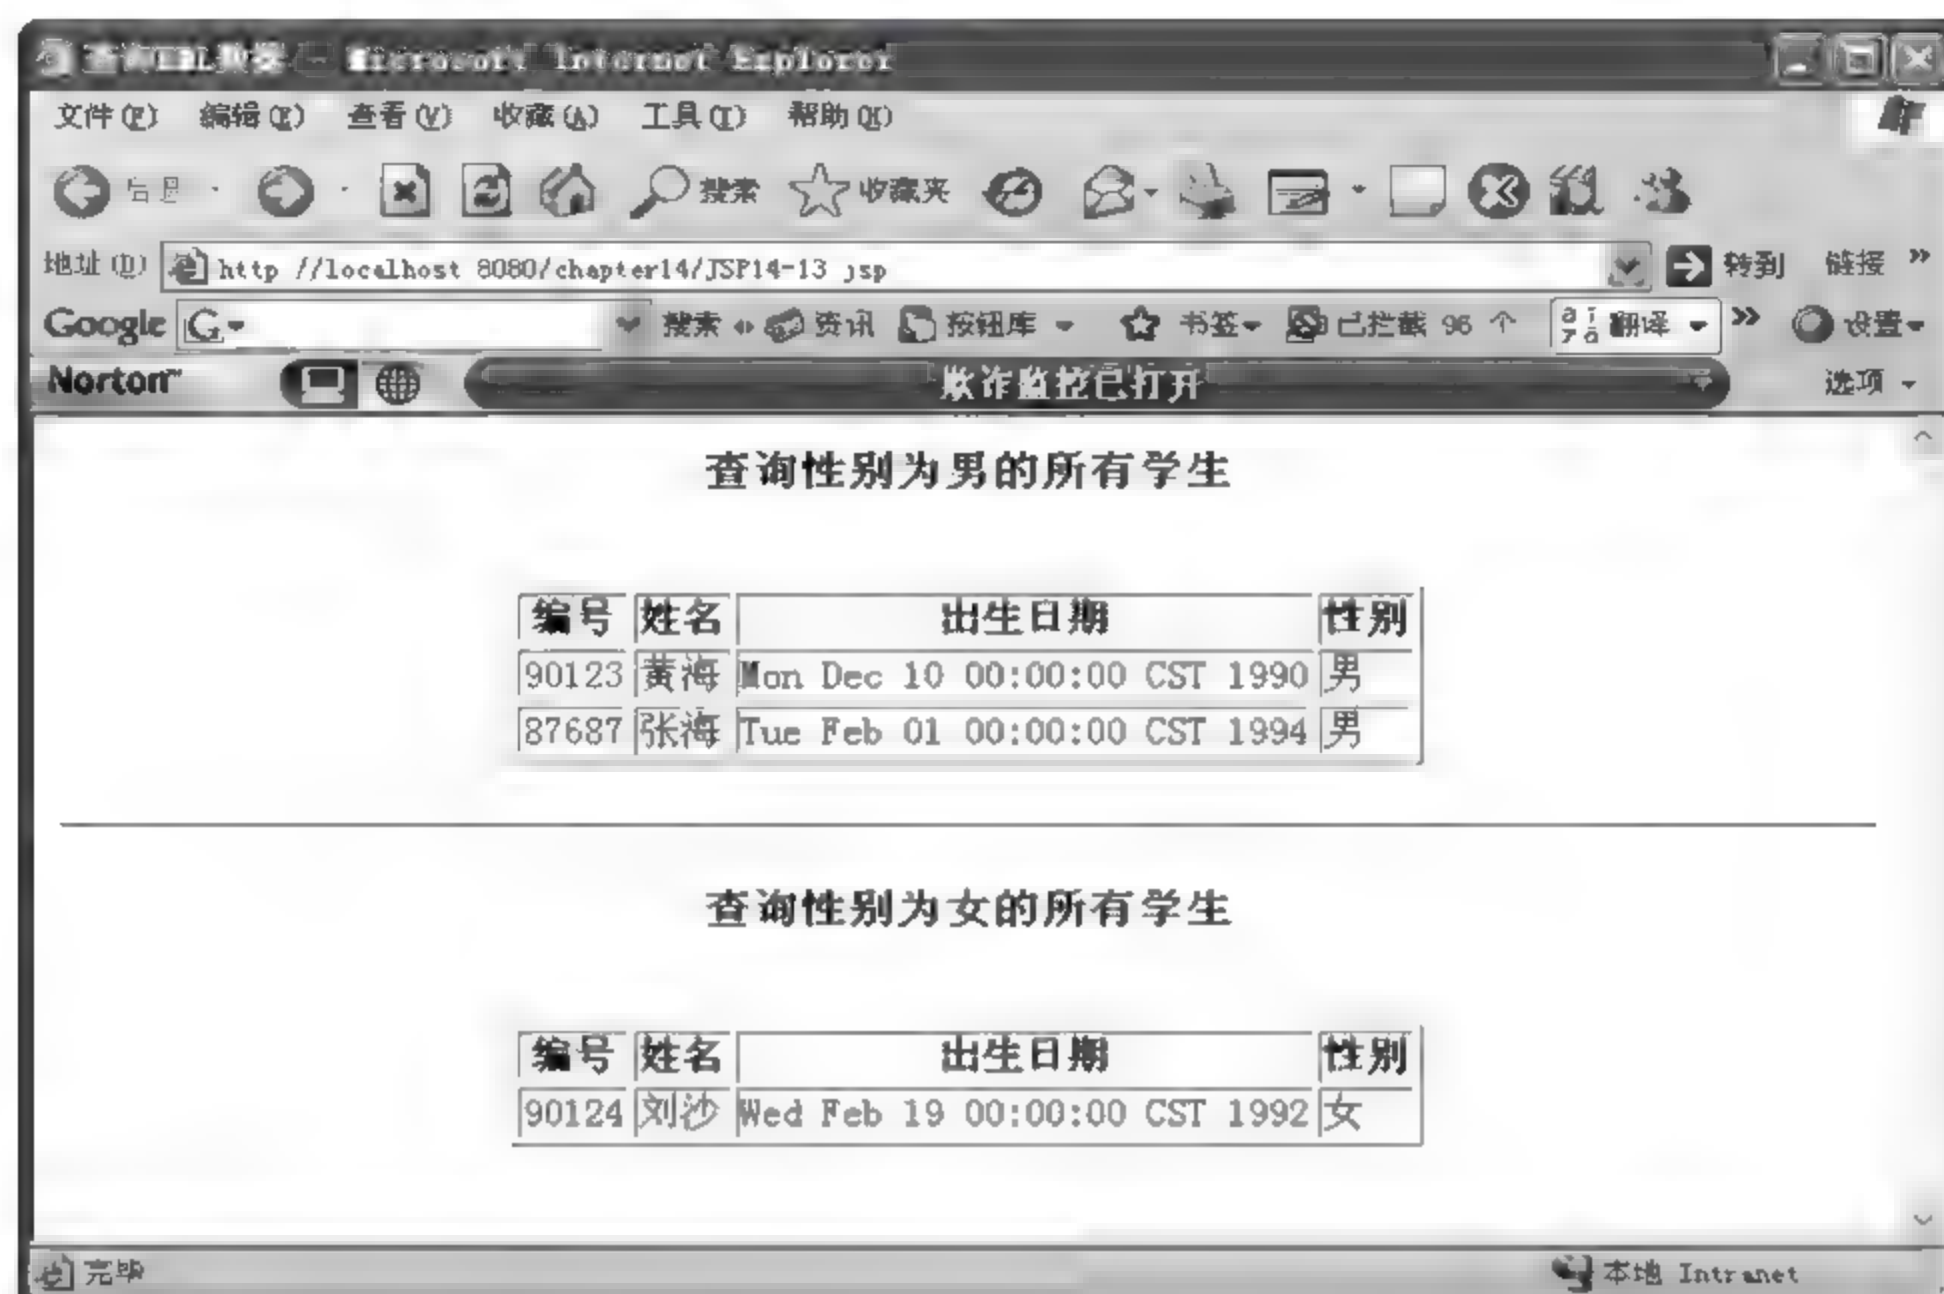 Microsoft Internet Explorer
文件(F) 编辑(E) 查看(V) 收藏(A) 工具(T) 帮助(H)
搜索 收藏夹
地址(D) http //localhost 8080/chapter14/JSP14-13 jsp 转到 链接 »
Google G 搜索 资讯 按钮库 书签 已拦截 96 个 翻译 » 设置
Norton™ 欺诈监控已打开 选项
查询性别为男的所有学生
编号 姓名 出生日期 性别
90123 黄海 Mon Dec 10 00:00:00 CST 1990 男
87687 张海 Tue Feb 01 00:00:00 CST 1994 男
查询性别为女的所有学生
编号 姓名 出生日期 性别
90124 刘沙 Wed Feb 19 00:00:00 CST 1992 女
完毕 本地 Intranet